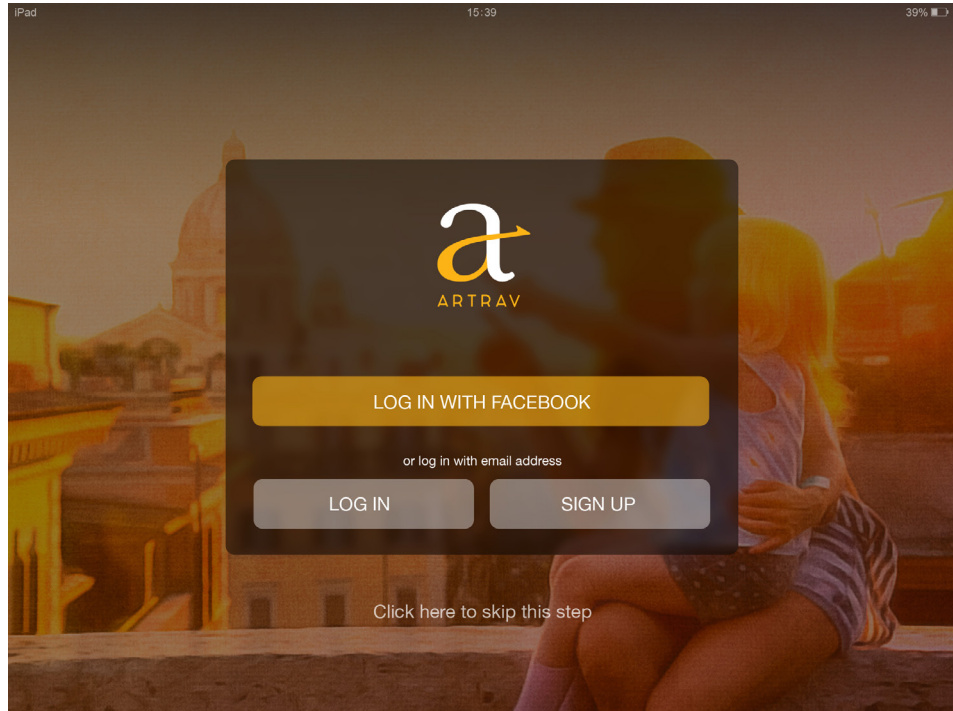 iPad 15:39 39%
a
ARTRAV
LOG IN WITH FACEBOOK
or log in with email address
LOG IN SIGN UP
Click here to skip this step